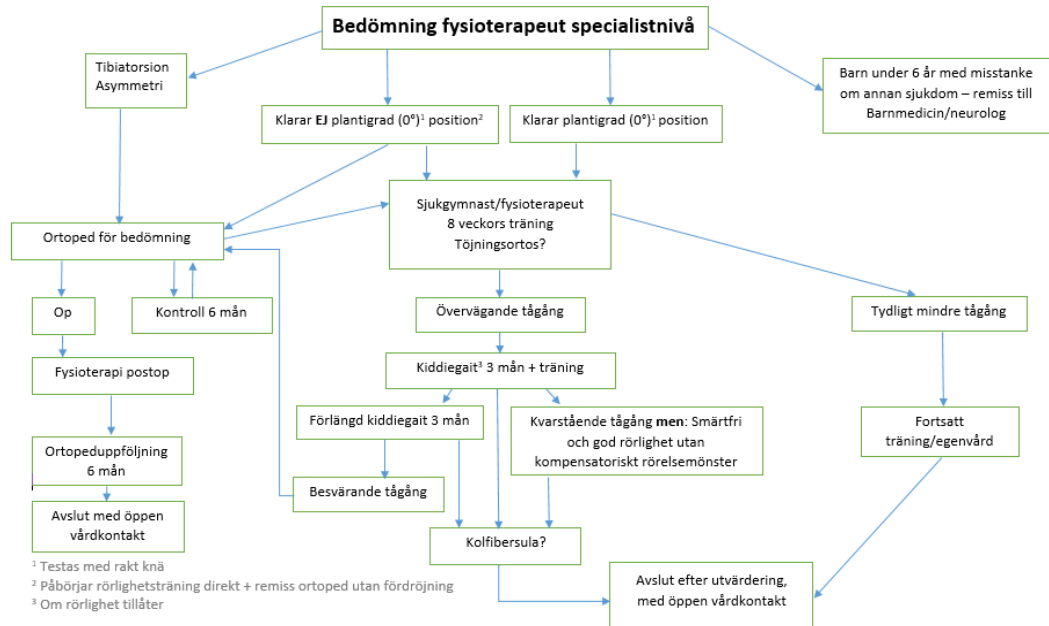 Bedömning fysioterapeut specialistnivå
Tibiatorsion
Asymmetri
Klarar EJ plantigrad (0°)¹ position²
Klarar plantigrad (0°)¹ position
Barn under 6 år med misstanke
om annan sjukdom – remiss till
Barnmedicin/neurolog
Ortoped för bedömning
Sjukgymnast/fysioterapeut
8 veckors träning
Töjningsortos?
Op
Kontroll 6 mån
Övervägande tågång
Tydligt mindre tågång
Fysioterapi postop
Kiddiegait³ 3 mån + träning
Förlängd kiddiegait 3 mån
Kvarstående tågång men: Smärtfri
och god rörlighet utan
kompensatoriskt rörelsemönster
Fortsatt
träning/egenvård
Ortopeduppföljning
6 mån
Besvärande tågång
Avslut med öppen
vårdkontakt
Kolfibersula?
Avslut efter utvärdering,
med öppen vårdkontakt
¹ Testas med rakt knä
² Påbörjar rörlighetsträning direkt + remiss ortoped utan fördröjning
³ Om rörlighet tillåter